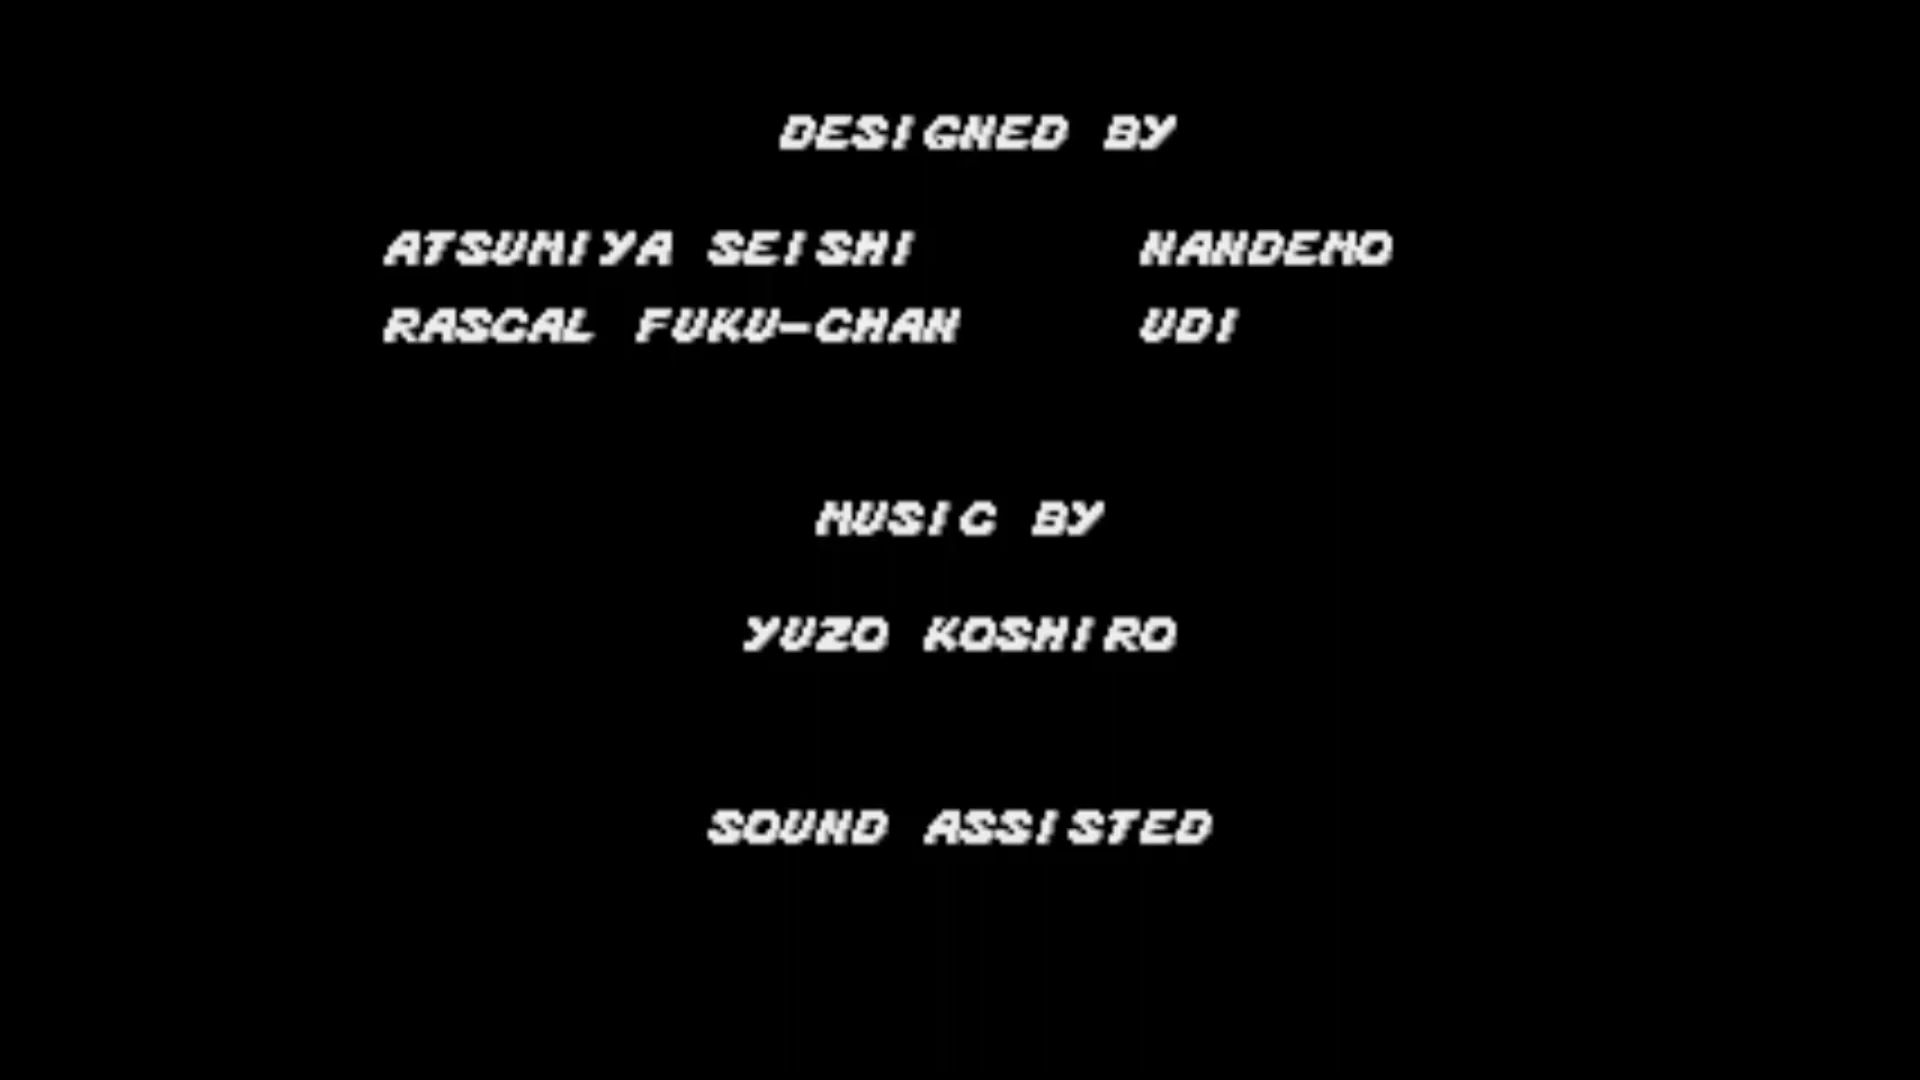 DESIGNED BY
ATSUMIYA SEISHI NANDEMO
RASCAL FUKU-CHAN UDI
MUSIC BY
YUZO KOSHIRO
SOUND ASSISTED